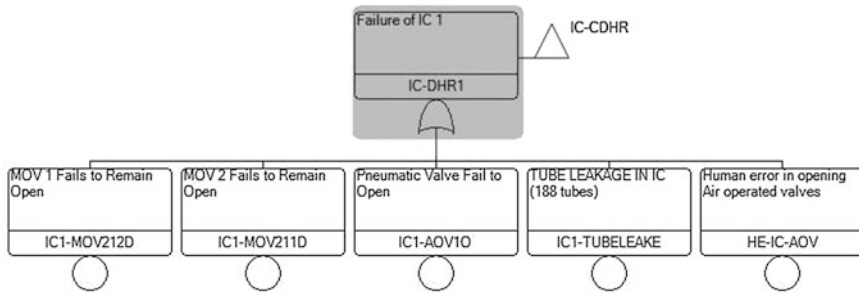 Failure of IC 1
IC-CDHR
IC-DHR1
MOV 1 Fails to Remain
Open
IC1-MOV212D
MOV 2 Fails to Remain
Open
IC1-MOV211D
Pneumatic Valve Fail to
Open
IC1-AOV1O
TUBE LEAKAGE IN IC
(188 tubes)
IC1-TUBELEAKE
Human error in opening
Air operated valves
HE-IC-AOV